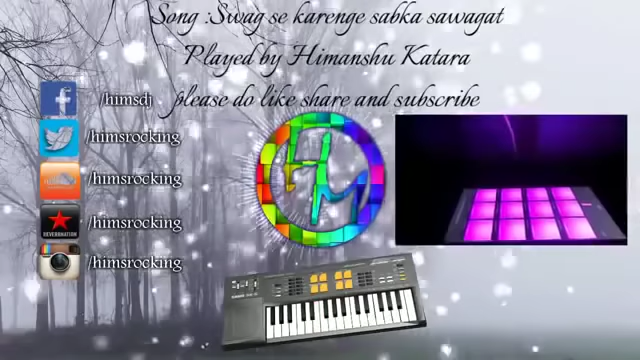 Song :Swag se karenge sabka sawagat
Played by Himanshu Katara
please do like share and subscribe
/himsdj
/himsrocking
/himsrocking
REVERBNATION
/himsrocking
/himsrocking